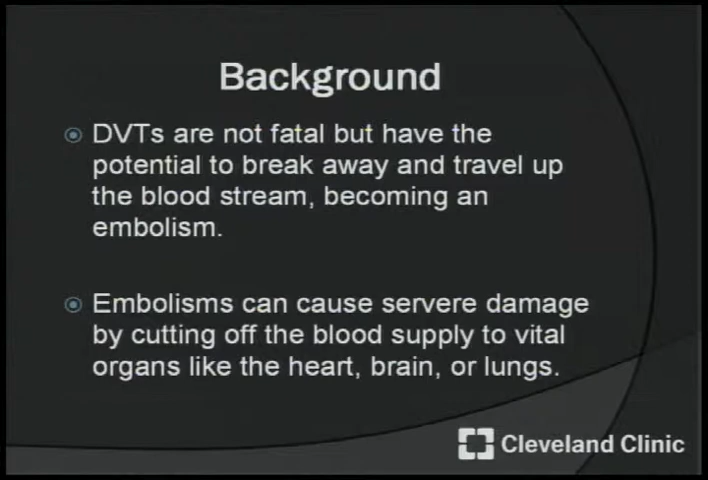 Background
DVTs are not fatal but have the
potential to break away and travel up
the blood stream, becoming an
embolism.
Embolisms can cause servere damage
by cutting off the blood supply to vital
organs like the heart, brain, or lungs.
Cleveland Clinic